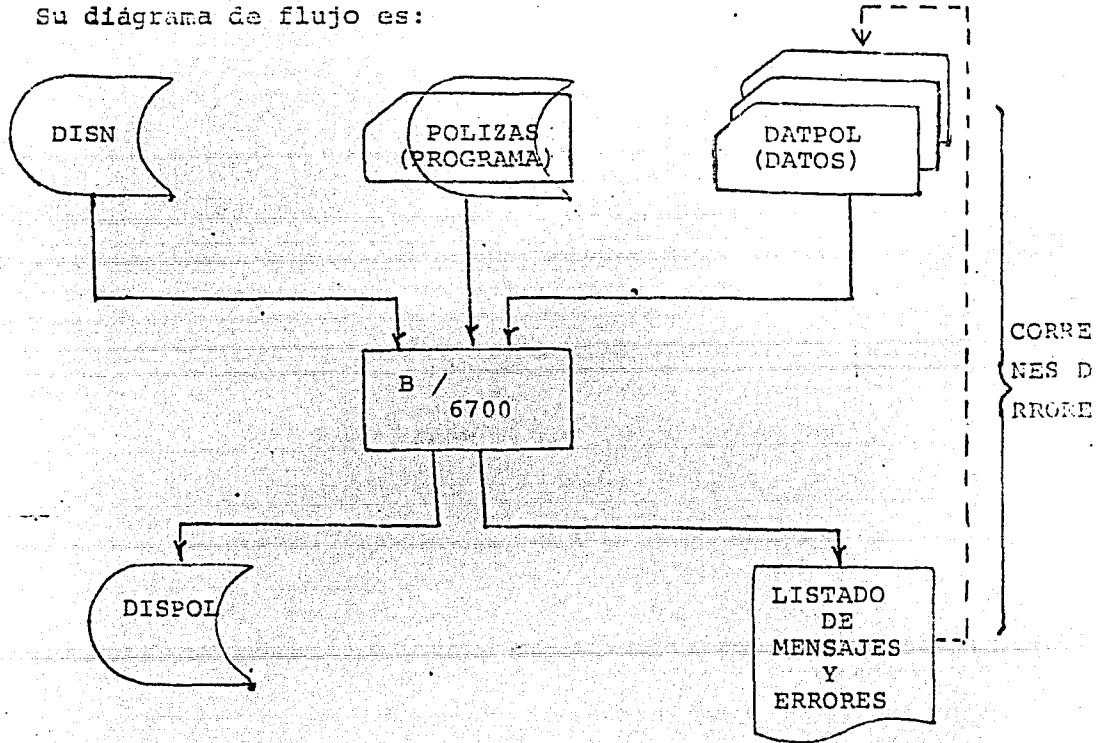 Su diágrama de flujo es:
DISN
POLIZAS
(PROGRAMA)
DATPOL
(DATOS)
B /
6700
CORRE
NES D
RRORE
DISPOL
LISTADO
DE
MENSAJES
Y
ERRORES